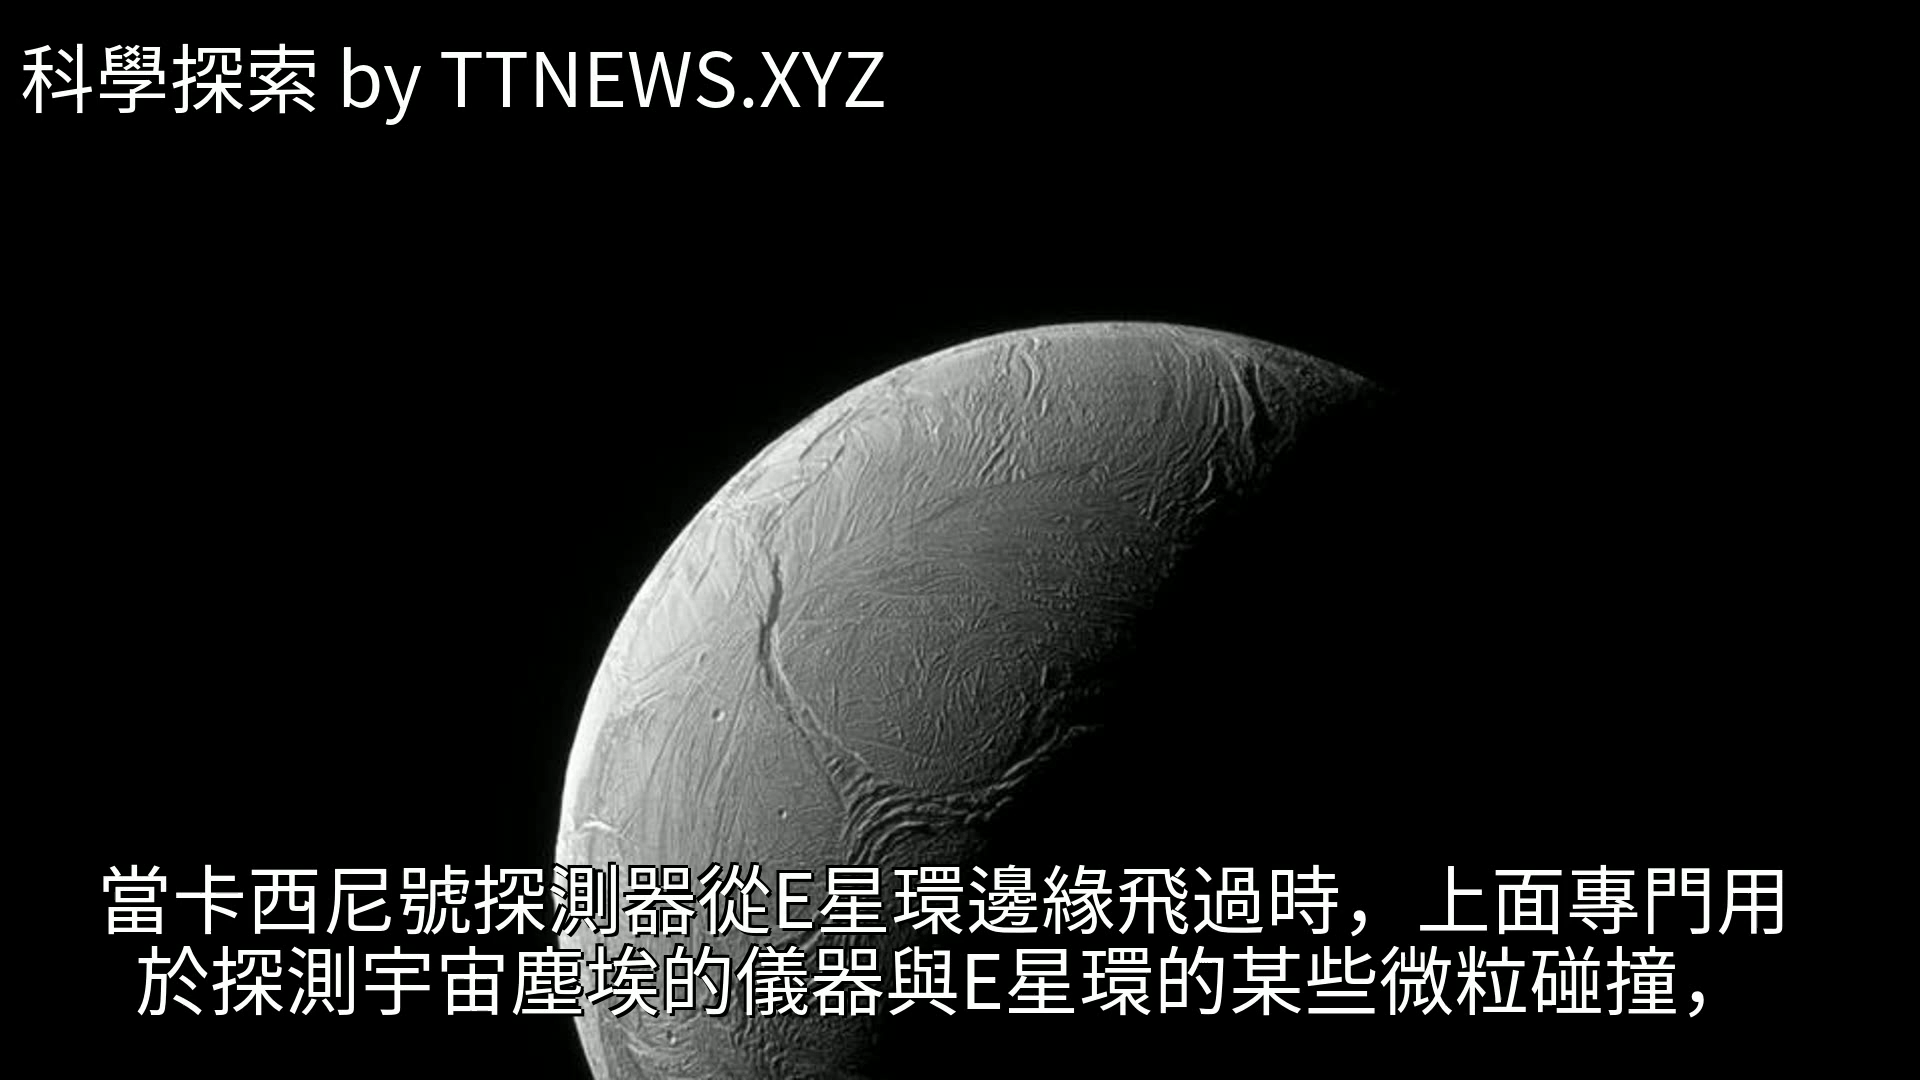 科學探索 by TTNEWS.XYZ
當卡西尼號探測器從E星環邊緣飛過時，上面專門用
於探測宇宙塵埃的儀器與E星環的某些微粒碰撞，